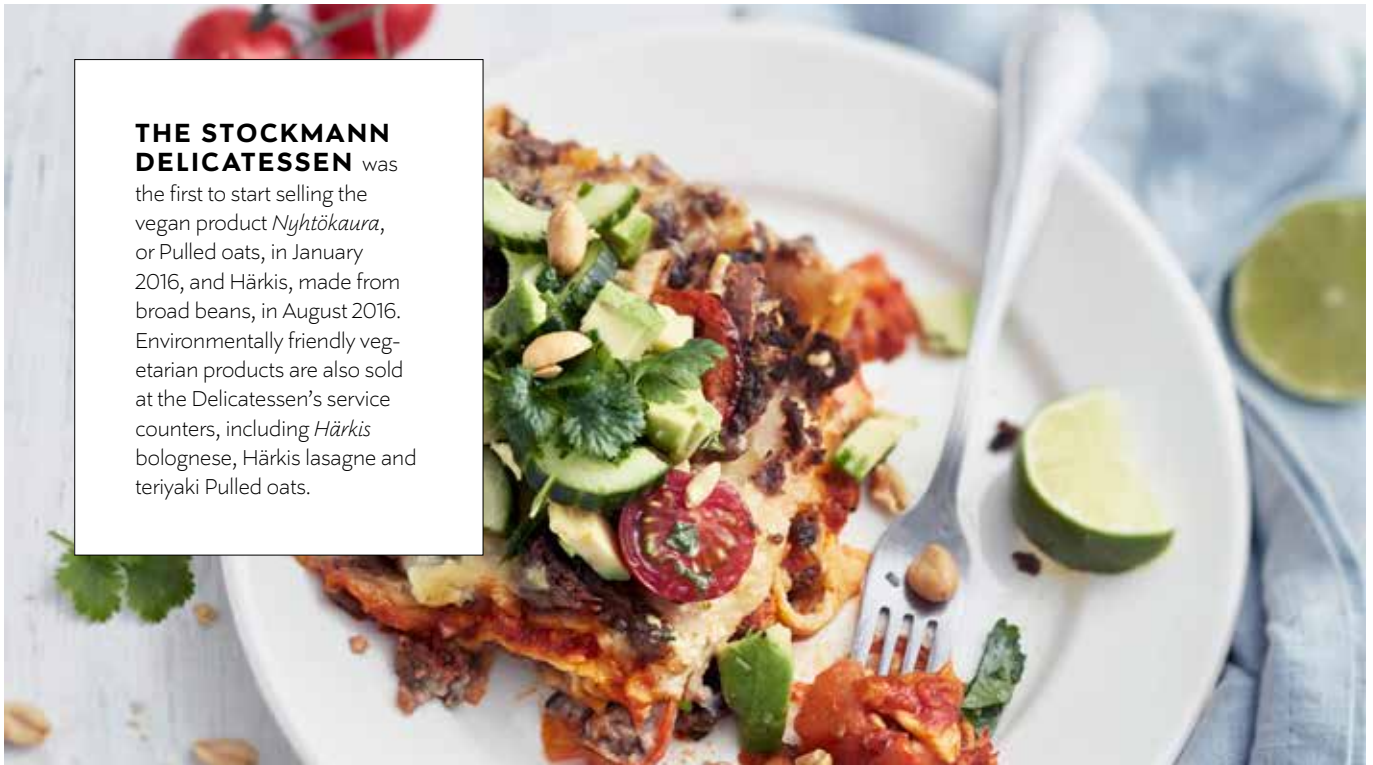 THE STOCKMANN
DELICATESSEN was
the first to start selling the
vegan product Nyhtökaura,
or Pulled oats, in January
2016, and Härkis, made from
broad beans, in August 2016.
Environmentally friendly veg-
etarian products are also sold
at the Delicatessen’s service
counters, including Härkis
bolognese, Härkis lasagne and
teriyaki Pulled oats.